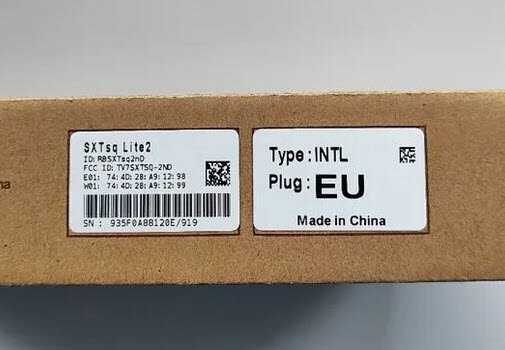 SXTsq Lite2
ID: RBSXTsq2nD
FCC ID: TV7SXTSQ-2ND
E01: 74:4D:28:A9:12:98
W01: 74:4D:28:A9:12:99
SN : 935F0A88120E/919
Type : INTL
Plug : EU
Made in China
na